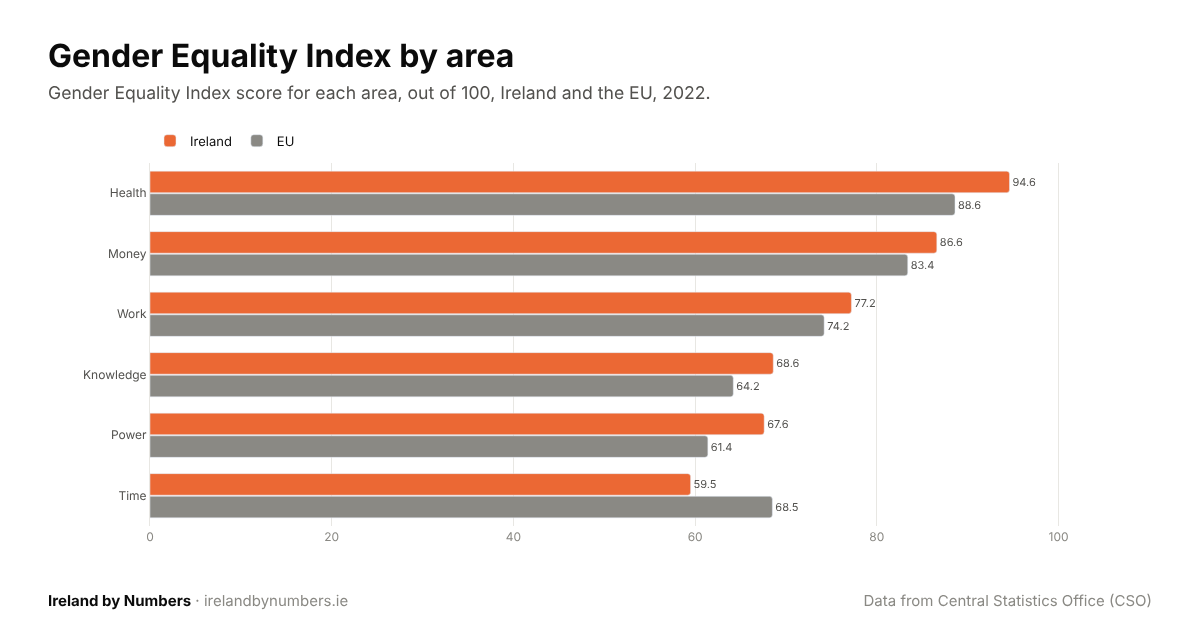 Gender Equality Index by area
Gender Equality Index score for each area, out of 100, Ireland and the EU, 2022.
Ireland EU
Health 94.6
88.6
Money 86.6
83.4
Work 77.2
74.2
Knowledge 68.6
64.2
Power 67.6
61.4
Time 59.5
68.5
0 20 40 60 80 100
Ireland by Numbers · irelandbynumbers.ie Data from Central Statistics Office (CSO)